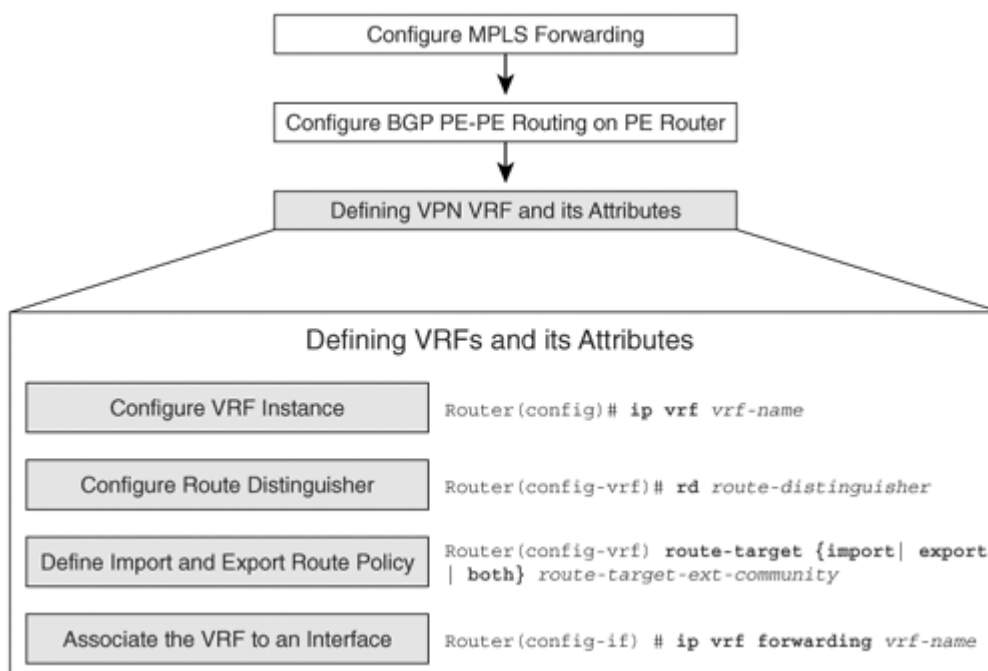 Configure MPLS Forwarding
Configure BGP PE-PE Routing on PE Router
Defining VPN VRF and its Attributes
Defining VRFs and its Attributes
Configure VRF Instance
Router(config)# ip vrf vrf-name
Configure Route Distinguisher
Router(config-vrf)# rd route-distinguisher
Define Import and Export Route Policy
Router(config-vrf) route-target {import| export
| both} route-target-ext-community
Associate the VRF to an Interface
Router(config-if) # ip vrf forwarding vrf-name